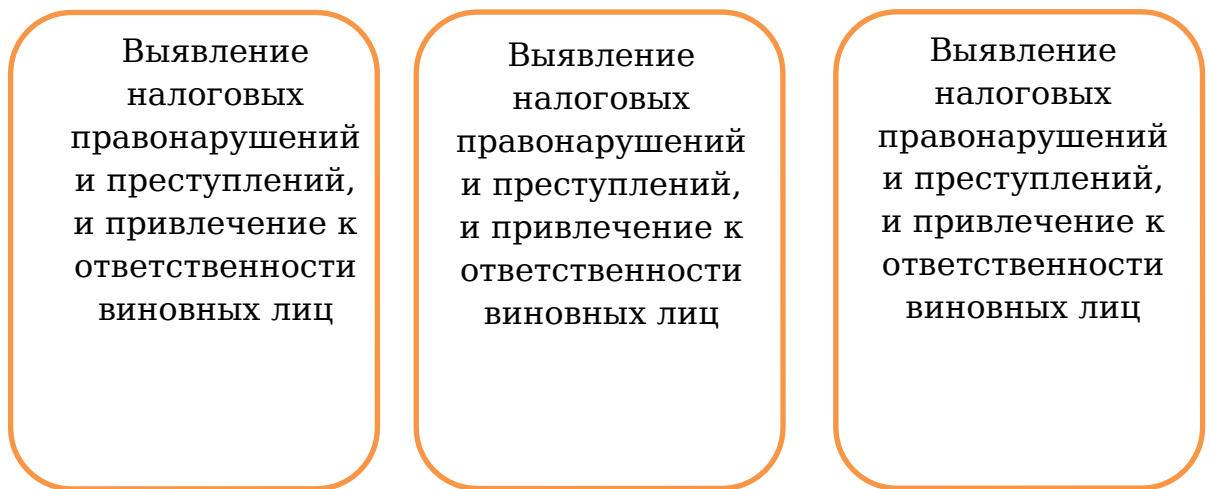 Выявление
налоговых
правонарушений
и преступлений,
и привлечение к
ответственности
виновных лиц
Выявление
налоговых
правонарушений
и преступлений,
и привлечение к
ответственности
виновных лиц
Выявление
налоговых
правонарушений
и преступлений,
и привлечение к
ответственности
виновных лиц